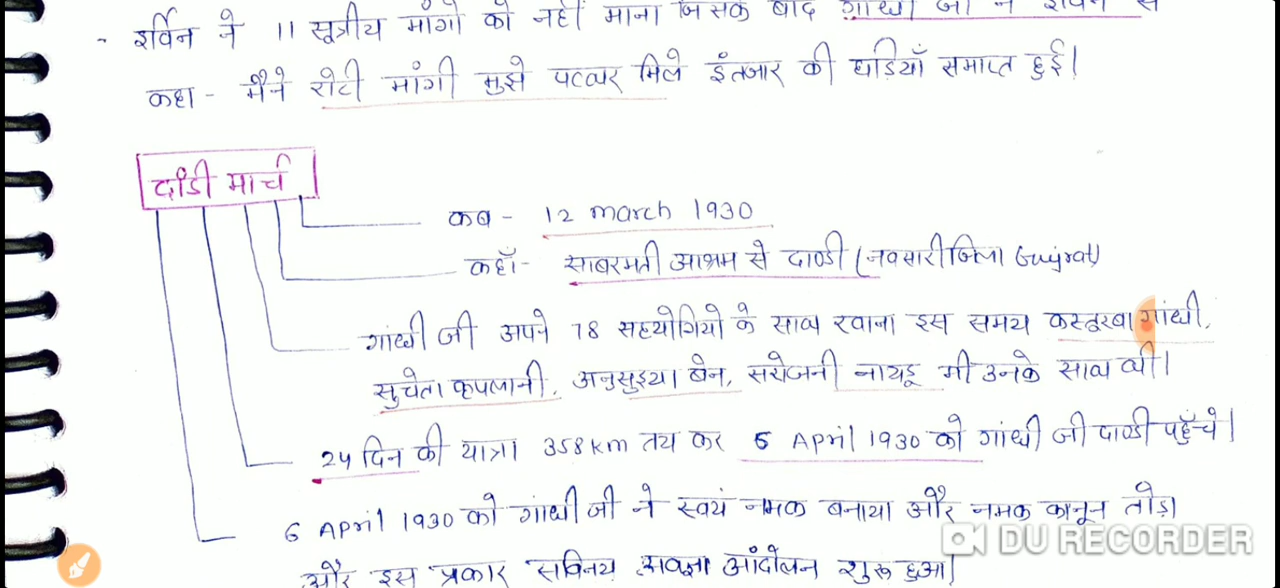 - इर्विन ने 11 सूत्रीय मांगो को नहीं माना जिसके बाद गांधी जी ने इर्विन से
कहा - मैंने रोटी मांगी मुझे पत्थर मिले इंतजार की घड़ियाँ समाप्त हुई।
दांडी मार्च
कब - 12 march 1930
कहाँ - साबरमती आश्रम से दाण्डी (नवसारी जिला Gujrat)
गांधी जी अपने 78 सहयोगियो के साथ रवाना इस समय कस्तूरबा गांधी,
सुचेता कृपलानी, अनुसुइया बेन, सरोजनी नायडू भी उनके साथ थी।
24 दिन की यात्रा 358 km तय कर 5 April 1930 को गांधी जी दाण्डी पहुँचे।
6 April 1930 को गांधी जी ने स्वयं नमक बनाया और नमक कानून तोड़ा
और इस प्रकार सविनय अवज्ञा आंदोलन शुरू हुआ।
DU RECORDER